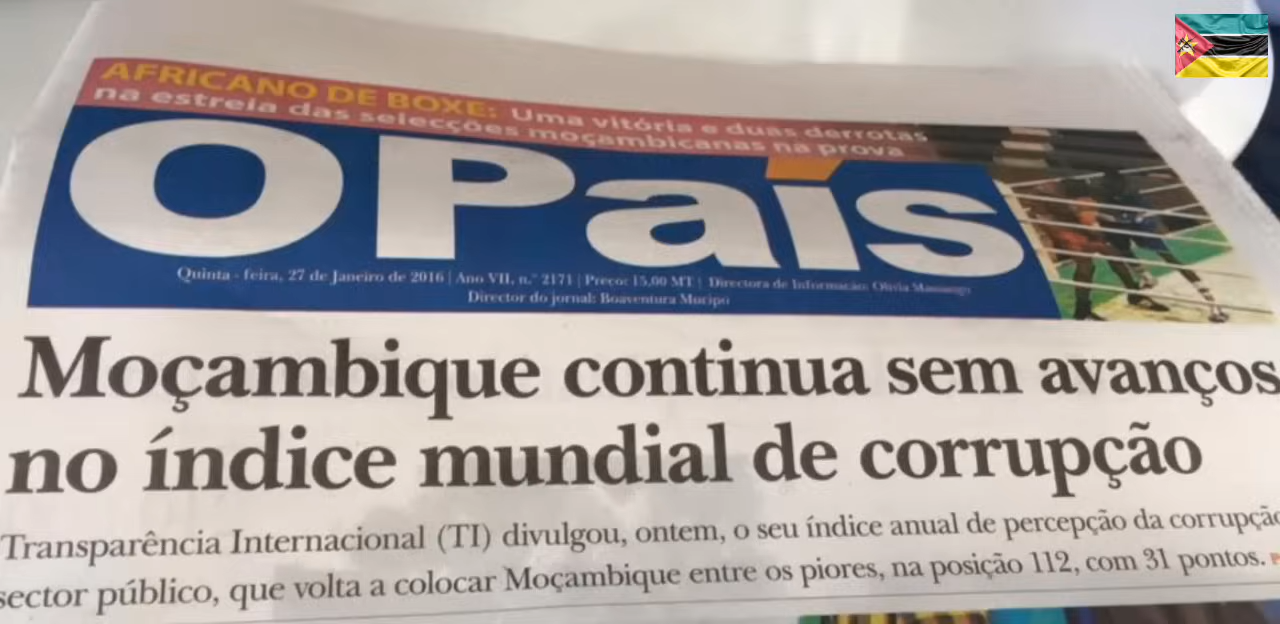 AFRICANO DE BOXE: Uma vitória e duas derrotas
na estreia das selecções moçambicanas na prova
O País
Quinta - feira, 27 de Janeiro de 2016 | Ano VII, n.º 2171 | Preço: 15,00 MT | Directora de Informação: Olívia Massango
Director do jornal: Boaventura Mucipo
Moçambique continua sem avanços
no índice mundial de corrupção
Transparência Internacional (TI) divulgou, ontem, o seu índice anual de percepção da corrupção
sector público, que volta a colocar Moçambique entre os piores, na posição 112, com 31 pontos.